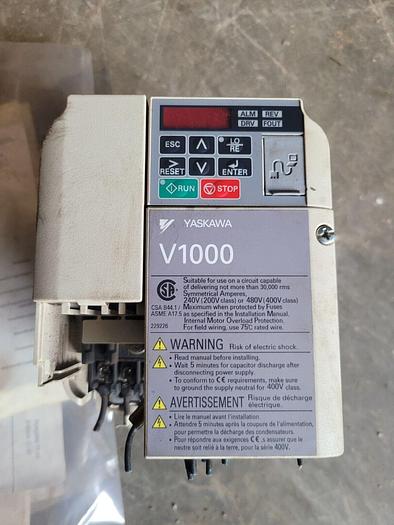 ALM REV
DRV FOUT
ESC LO RE
RESET ENTER
RUN STOP
YASKAWA
V1000
Suitable for use on a circuit capable
of delivering not more than 30,000 rms
Symmetrical Amperes,
240V (200V class) or 480V (400V class)
CSA B44.1 / Maximum when protected by Fuses
ASME A17.5 as specified in the Installation Manual.
Internal Motor Overload Protection.
229226 For field wiring, use 75C rated wire.
WARNING Risk of electric shock.
• Read manual before installing.
• Wait 5 minutes for capacitor discharge after
disconnecting power supply.
• To conform to CE requirements, make sure
to ground the supply neutral for 400V class.
AVERTISSEMENT Risque de décharge
électrique.
• Lire le manuel avant l'installation.
• Attendre 5 minutes après la coupure de l'alimentation,
pour permettre la décharge des condensateurs.
• Pour répondre aux exigences CE , s assurer que le
neutre soit relié à la terre, pour la série 400V.